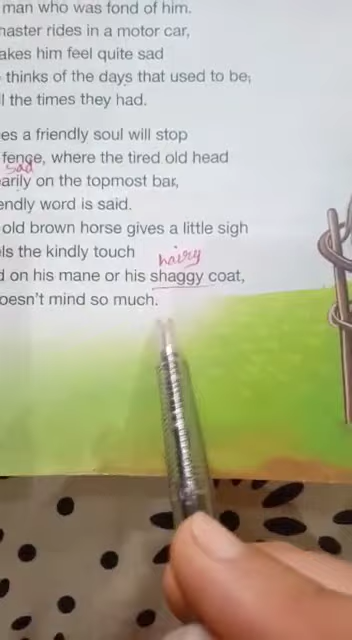 man who was fond of him.
master rides in a motor car,
akes him feel quite sad
thinks of the days that used to be,
ll the times they had.
es a friendly soul will stop
fence, where the tired old head
sad
arily on the topmost bar,
endly word is said.
old brown horse gives a little sigh
els the kindly touch
hairy
d on his mane or his shaggy coat,
oesn't mind so much.